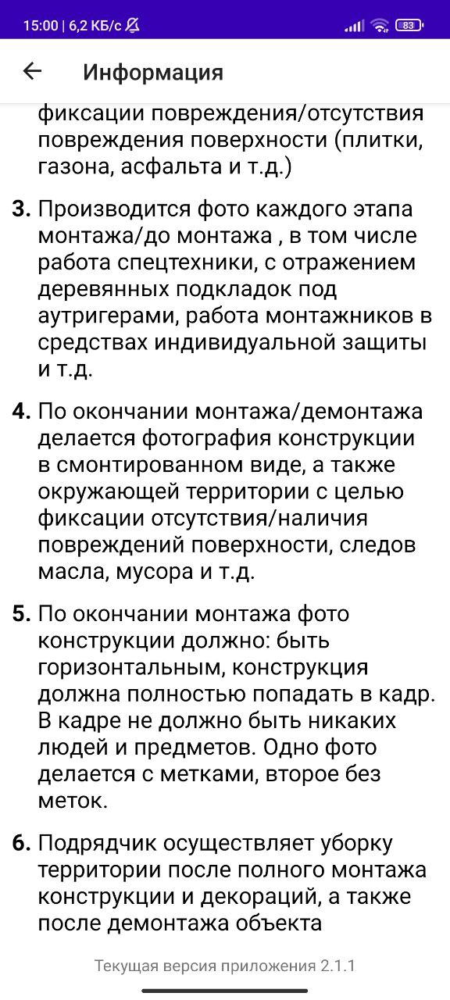 15:00 | 6,2 КБ/с
83
Информация
фиксации повреждения/отсутствия
повреждения поверхности (плитки,
газона, асфальта и т.д.)
3. Производится фото каждого этапа
монтажа/до монтажа , в том числе
работа спецтехники, с отражением
деревянных подкладок под
аутригерами, работа монтажников в
средствах индивидуальной защиты
и т.д.
4. По окончании монтажа/демонтажа
делается фотография конструкции
в смонтированном виде, а также
окружающей территории с целью
фиксации отсутствия/наличия
повреждений поверхности, следов
масла, мусора и т.д.
5. По окончании монтажа фото
конструкции должно: быть
горизонтальным, конструкция
должна полностью попадать в кадр.
В кадре не должно быть никаких
людей и предметов. Одно фото
делается с метками, второе без
меток.
6. Подрядчик осуществляет уборку
территории после полного монтажа
конструкции и декораций, а также
после демонтажа объекта
Текущая версия приложения 2.1.1